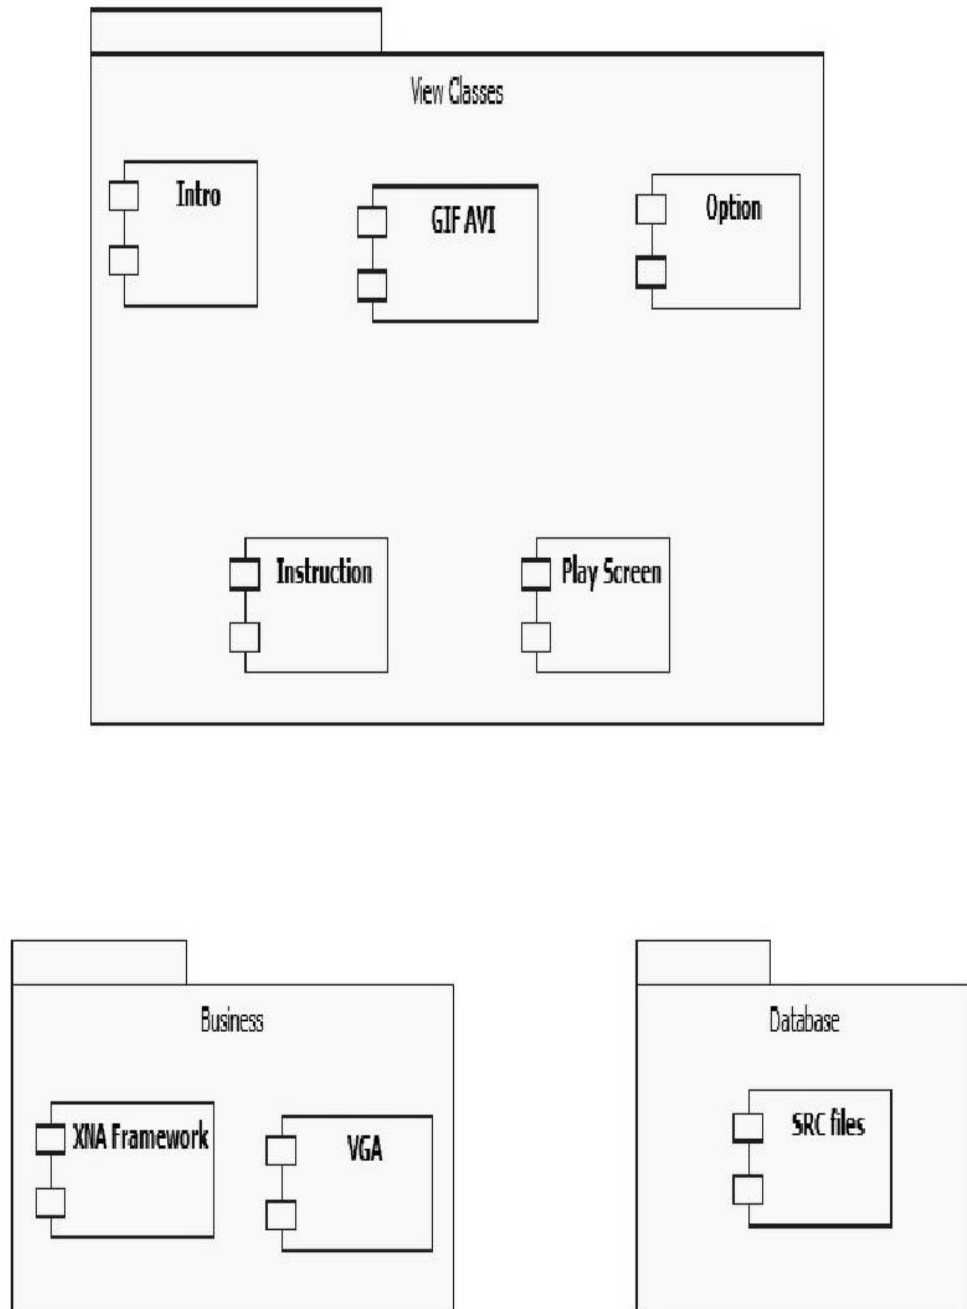 View Classes
Intro
GIF AVI
Option
Instruction
Play Screen
Business
Database
XNA Framework
VGA
SRC files